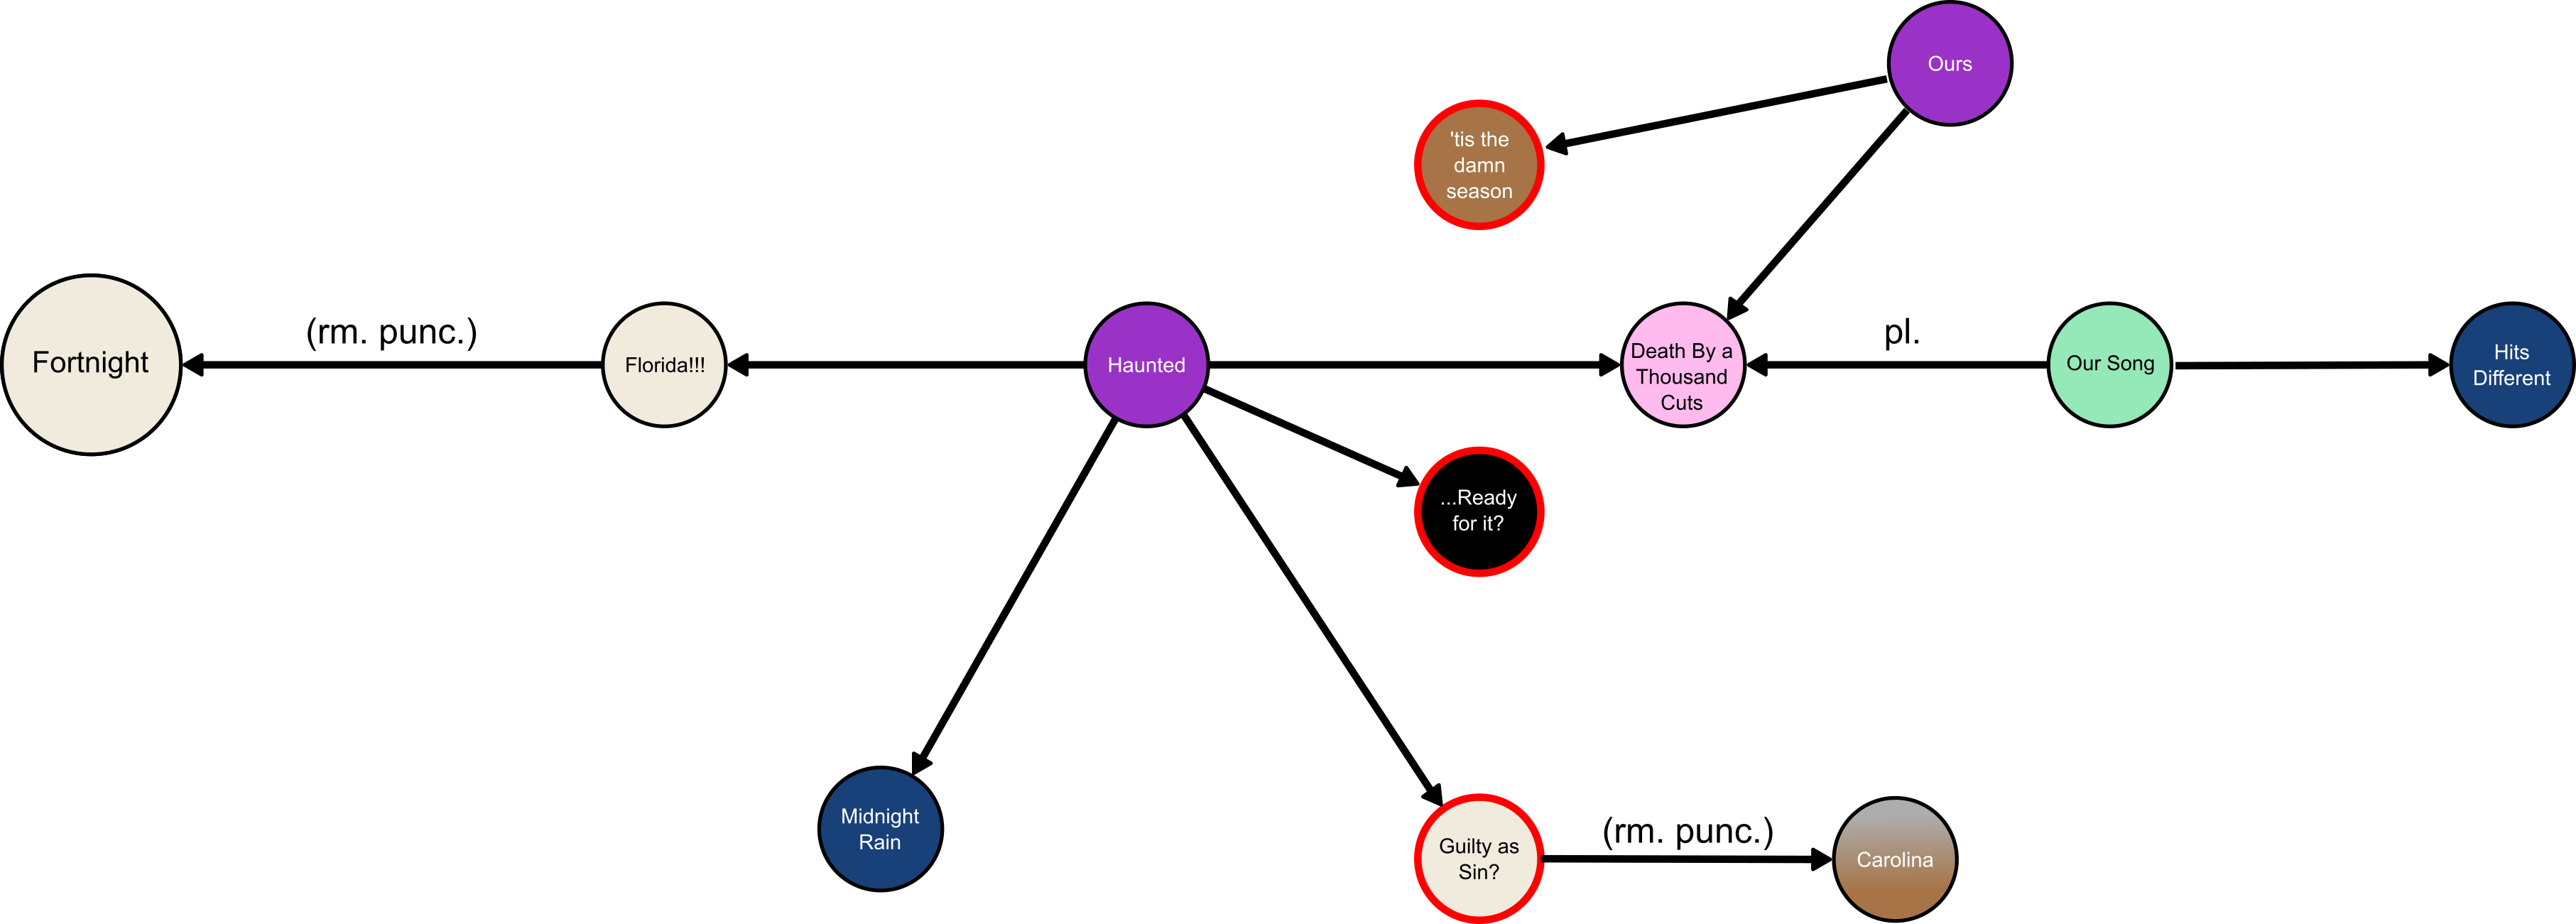 Ours
'tis the
damn
season
(rm. punc.)
pl.
Fortnight
Florida!!!
Haunted
Death By a
Thousand
Cuts
Our Song
Hits
Different
...Ready
for it?
Midnight
Rain
Guilty as
Sin?
(rm. punc.)
Carolina